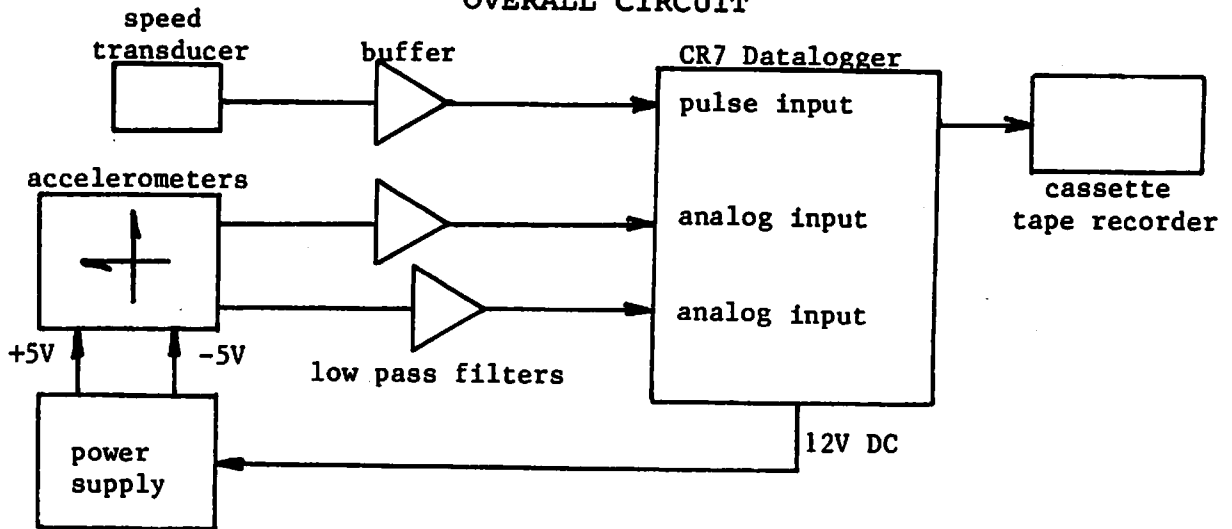 OVERALL CIRCUIT
speed
transducer
buffer
CR7 Datalogger
pulse input
accelerometers
analog input
cassette
tape recorder
analog input
+5V
-5V
low pass filters
12V DC
power
supply